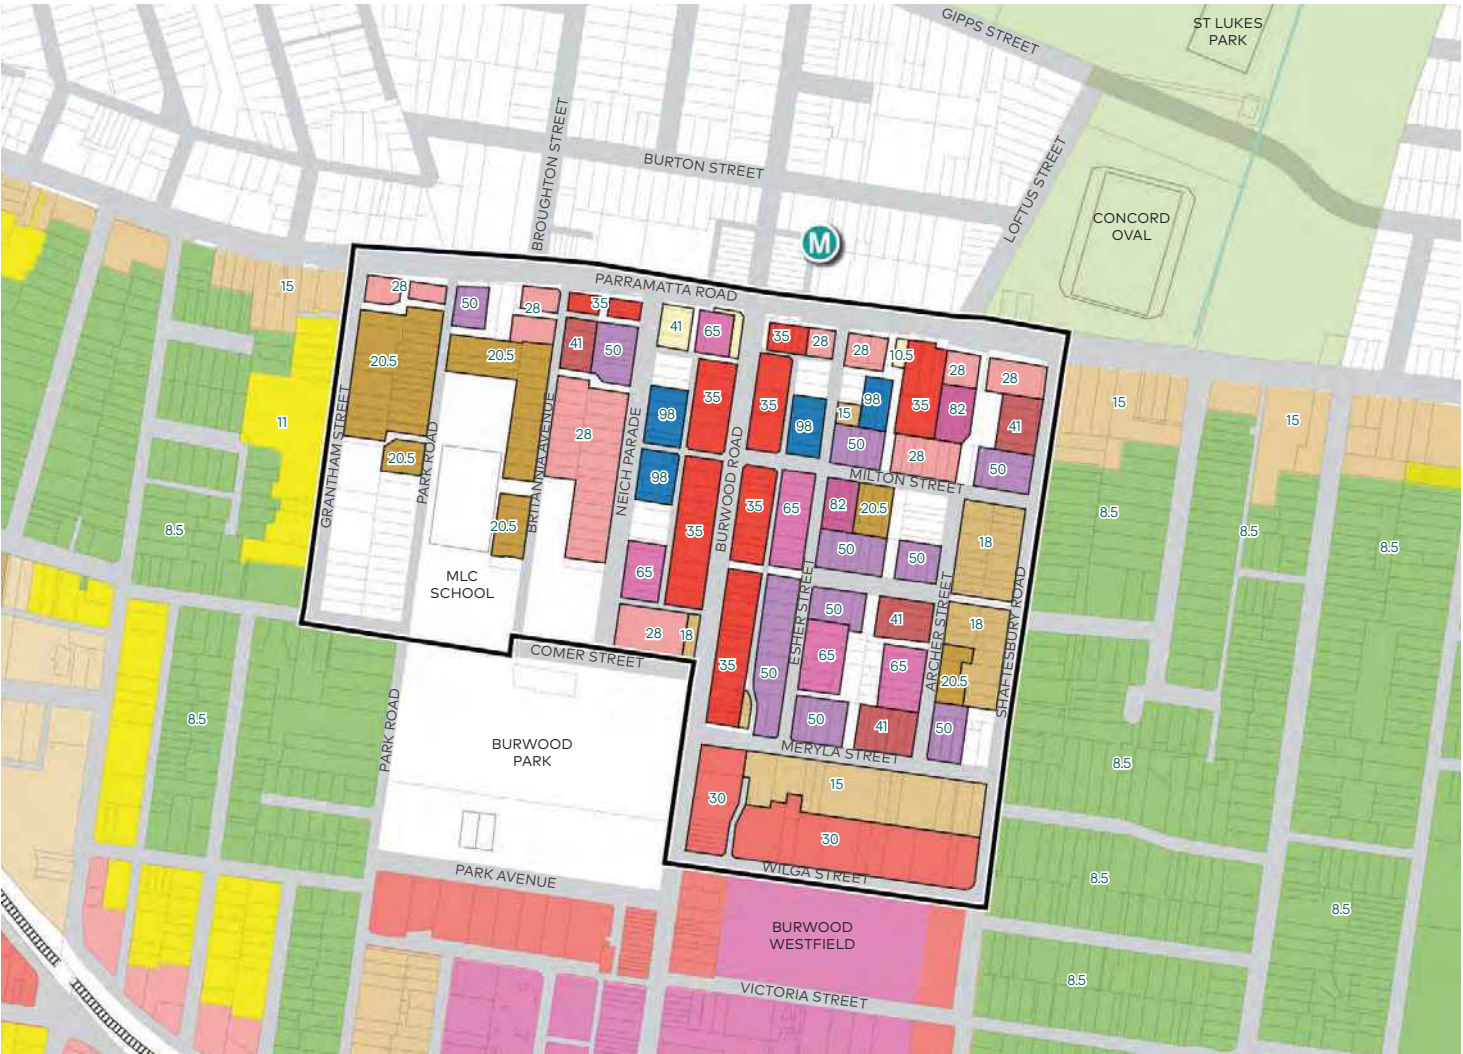 GIPPS STREET
ST LUKES
PARK
BROUGHTON STREET
BURTON STREET
LOFTUS STREET
CONCORD
OVAL
M
PARRAMATTA ROAD
15
28
50
28
35
41
65
35
28
28
10.5
28
28
20.5
20.5
41
50
11
98
35
35
98
15
98
35
82
41
15
15
28
50
28
50
20.5
GRANTHAM STREET
PARK ROAD
BRITANNIA AVENUE
NEICH PARADE
BURWOOD ROAD
MILTON STREET
98
35
35
65
82
20.5
8.5
20.5
50
50
18
8.5
8.5
8.5
MLC
SCHOOL
65
ESHER STREET
ARCHER STREET
SHAFTESBURY ROAD
28
18
50
41
18
COMER STREET
35
50
65
65
20.5
8.5
PARK ROAD
50
41
50
BURWOOD
PARK
MERYLA STREET
8.5
30
15
30
WILGA STREET
PARK AVENUE
8.5
8.5
BURWOOD
WESTFIELD
VICTORIA STREET
8.5